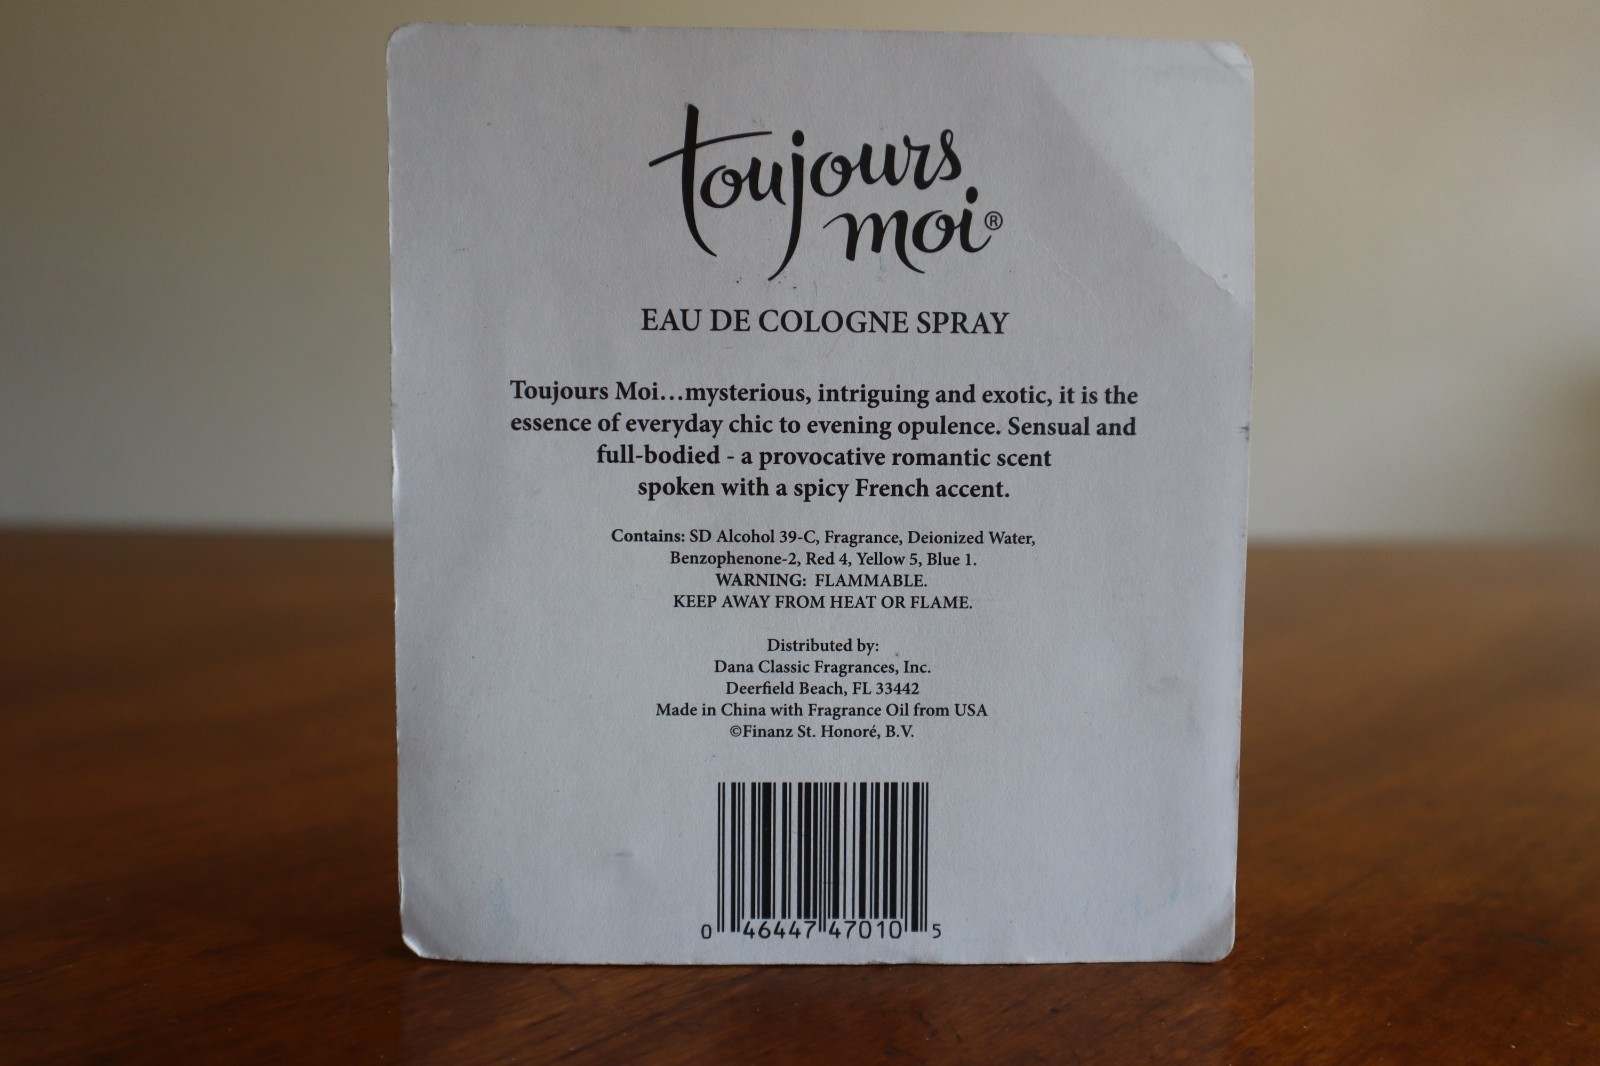 toujours
moi®
EAU DE COLOGNE SPRAY
Toujours Moi...mysterious, intriguing and exotic, it is the
essence of everyday chic to evening opulence. Sensual and
full-bodied - a provocative romantic scent
spoken with a spicy French accent.
Contains: SD Alcohol 39-C, Fragrance, Deionized Water,
Benzophenone-2, Red 4, Yellow 5, Blue 1.
WARNING: FLAMMABLE.
KEEP AWAY FROM HEAT OR FLAME.
Distributed by:
Dana Classic Fragrances, Inc.
Deerfield Beach, FL 33442
Made in China with Fragrance Oil from USA
©Finanz St. Honoré, B.V.
0 46447 47010 5